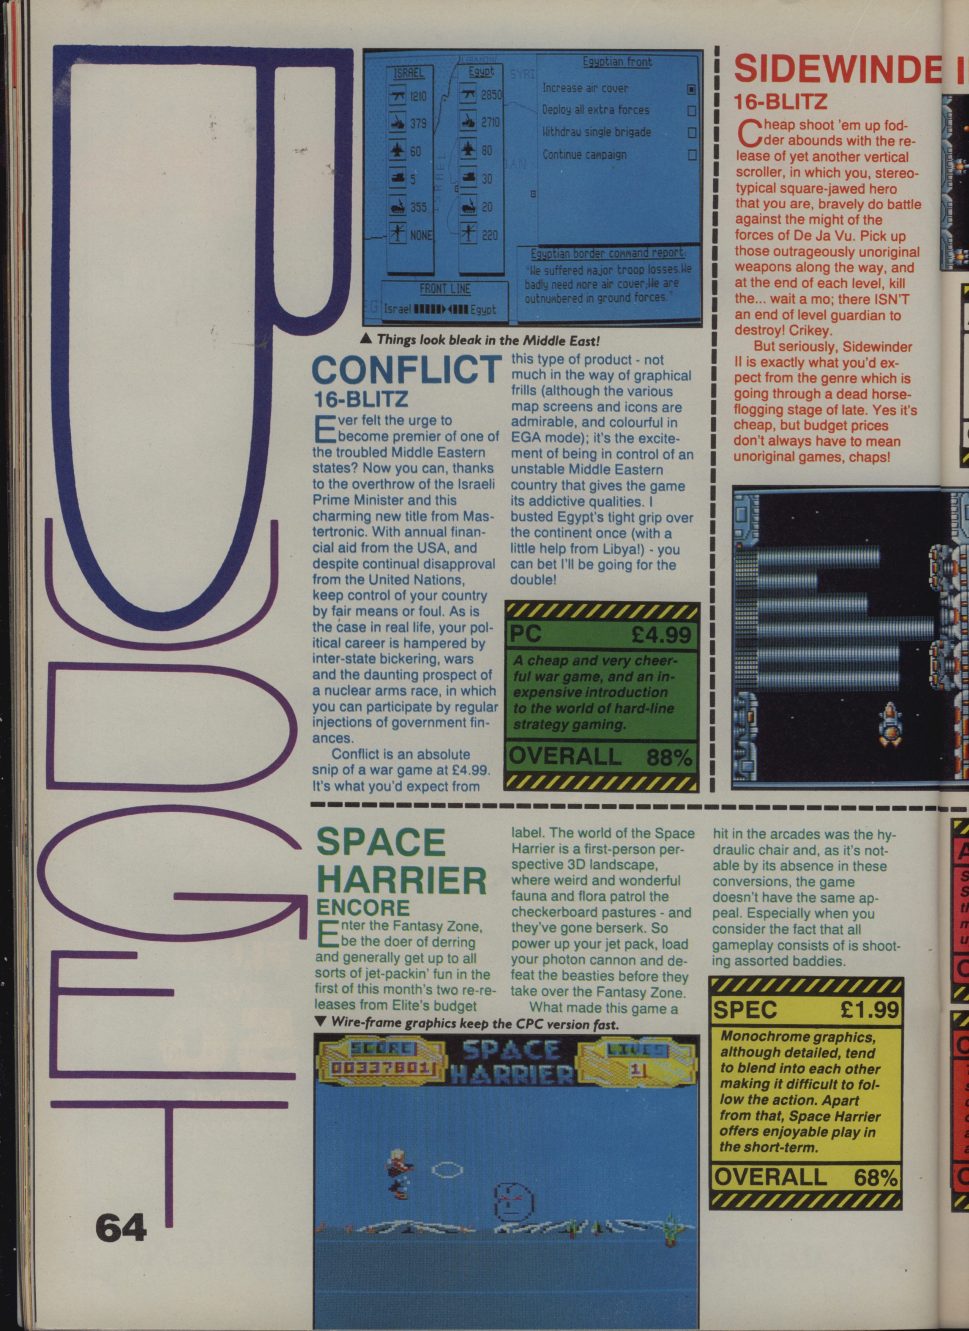 BUDGET
ISRAEL
1210
379
60
5
355
NONE
Egypt
2850
2710
80
30
20
220
FRONT LINE
Israel
Egypt
Egyptian front
Increase air cover
Deploy all extra forces
Withdraw single brigade
Continue campaign
Egyptian border command report
"We suffered major troop losses.We
badly need more air cover;We are
outnumbered in ground forces."
▲ Things look bleak in the Middle East!
CONFLICT
16-BLITZ
Ever felt the urge to
become premier of one of
the troubled Middle Eastern
states? Now you can, thanks
to the overthrow of the Israeli
Prime Minister and this
charming new title from Mas-
tertronic. With annual finan-
cial aid from the USA, and
despite continual disapproval
from the United Nations,
keep control of your country
by fair means or foul. As is
the case in real life, your pol-
itical career is hampered by
inter-state bickering, wars
and the daunting prospect of
a nuclear arms race, in which
you can participate by regular
injections of government fin-
ances.
Conflict is an absolute
snip of a war game at £4.99.
It's what you'd expect from
this type of product - not
much in the way of graphical
frills (although the various
map screens and icons are
admirable, and colourful in
EGA mode); it's the excite-
ment of being in control of an
unstable Middle Eastern
country that gives the game
its addictive qualities. I
busted Egypt's tight grip over
the continent once (with a
little help from Libya!) - you
can bet I'll be going for the
double!
PC £4.99
A cheap and very cheer-
ful war game, and an in-
expensive introduction
to the world of hard-line
strategy gaming.
OVERALL 88%
SIDEWINDE I
16-BLITZ
Cheap shoot 'em up fod-
der abounds with the re-
lease of yet another vertical
scroller, in which you, stereo-
typical square-jawed hero
that you are, bravely do battle
against the might of the
forces of De Ja Vu. Pick up
those outrageously unoriginal
weapons along the way, and
at the end of each level, kill
the... wait a mo; there ISN'T
an end of level guardian to
destroy! Crikey.
But seriously, Sidewinder
II is exactly what you'd ex-
pect from the genre which is
going through a dead horse-
flogging stage of late. Yes it's
cheap, but budget prices
don't always have to mean
unoriginal games, chaps!
SPACE
HARRIER
ENCORE
Enter the Fantasy Zone,
be the doer of derring
and generally get up to all
sorts of jet-packin' fun in the
first of this month's two re-re-
leases from Elite's budget
label. The world of the Space
Harrier is a first-person per-
spective 3D landscape,
where weird and wonderful
fauna and flora patrol the
checkerboard pastures - and
they've gone berserk. So
power up your jet pack, load
your photon cannon and de-
feat the beasties before they
take over the Fantasy Zone.
What made this game a
hit in the arcades was the hy-
draulic chair and, as it's not-
able by its absence in these
conversions, the game
doesn't have the same ap-
peal. Especially when you
consider the fact that all
gameplay consists of is shoot-
ing assorted baddies.
▼ Wire-frame graphics keep the CPC version fast.
SCORE
00337801
SPACE
HARRIER
LIVES
1
SPEC £1.99
Monochrome graphics,
although detailed, tend
to blend into each other
making it difficult to fol-
low the action. Apart
from that, Space Harrier
offers enjoyable play in
the short-term.
OVERALL 68%
64